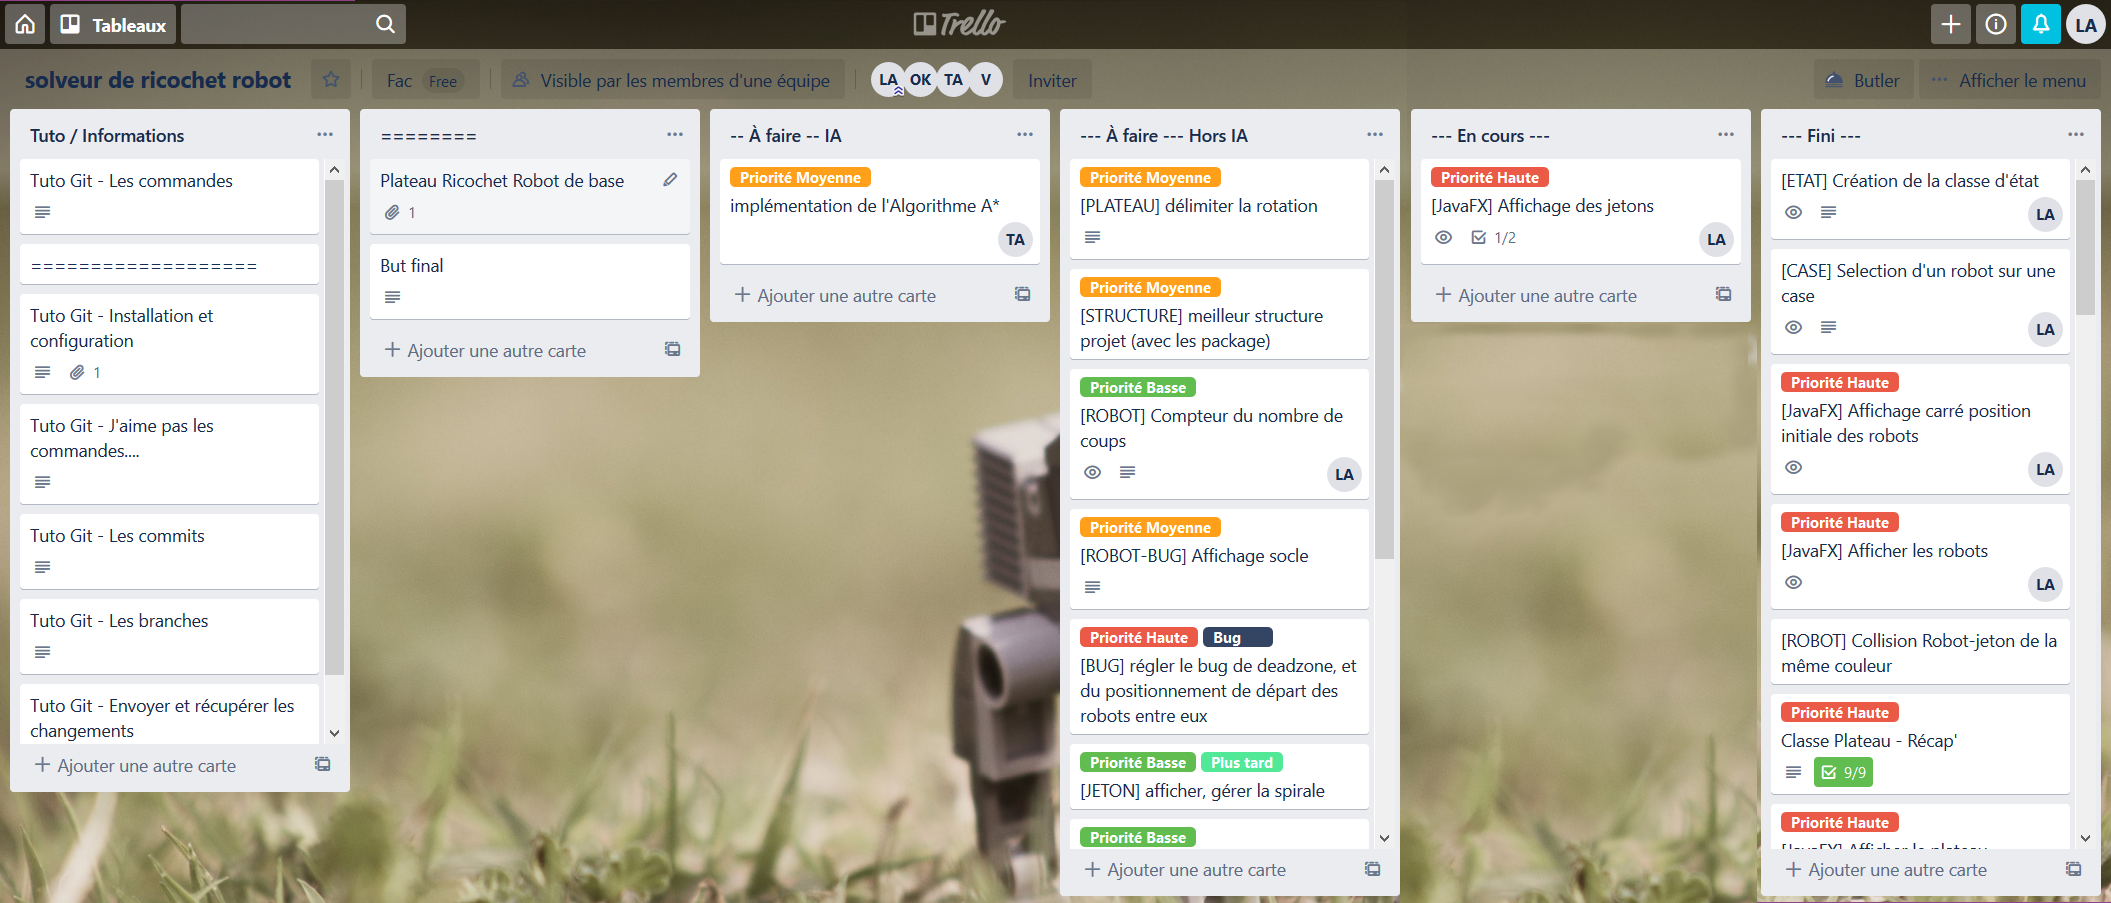 Tableaux
Trello
LA
solveur de ricochet robot
Fac Free
Visible par les membres d'une équipe
LA OK TA V
Inviter
Butler
··· Afficher le menu
Tuto / Informations
Tuto Git - Les commandes
===================
Tuto Git - Installation et
configuration
1
Tuto Git - J'aime pas les
commandes....
Tuto Git - Les commits
Tuto Git - Les branches
Tuto Git - Envoyer et récupérer les
changements
+ Ajouter une autre carte
========
Plateau Ricochet Robot de base
1
But final
+ Ajouter une autre carte
-- À faire -- IA
Priorité Moyenne
implémentation de l'Algorithme A*
TA
+ Ajouter une autre carte
--- À faire --- Hors IA
Priorité Moyenne
[PLATEAU] délimiter la rotation
Priorité Moyenne
[STRUCTURE] meilleur structure
projet (avec les package)
Priorité Basse
[ROBOT] Compteur du nombre de
coups
LA
Priorité Moyenne
[ROBOT-BUG] Affichage socle
Priorité Haute Bug
[BUG] régler le bug de deadzone, et
du positionnement de départ des
robots entre eux
Priorité Basse Plus tard
[JETON] afficher, gérer la spirale
Priorité Basse
+ Ajouter une autre carte
--- En cours ---
Priorité Haute
[JavaFX] Affichage des jetons
1/2
LA
+ Ajouter une autre carte
--- Fini ---
[ETAT] Création de la classe d'état
LA
[CASE] Selection d'un robot sur une
case
LA
Priorité Haute
[JavaFX] Affichage carré position
initiale des robots
LA
Priorité Haute
[JavaFX] Afficher les robots
LA
[ROBOT] Collision Robot-jeton de la
même couleur
Priorité Haute
Classe Plateau - Récap'
9/9
Priorité Haute
[JavaFX] Afficher le plateau
+ Ajouter une autre carte